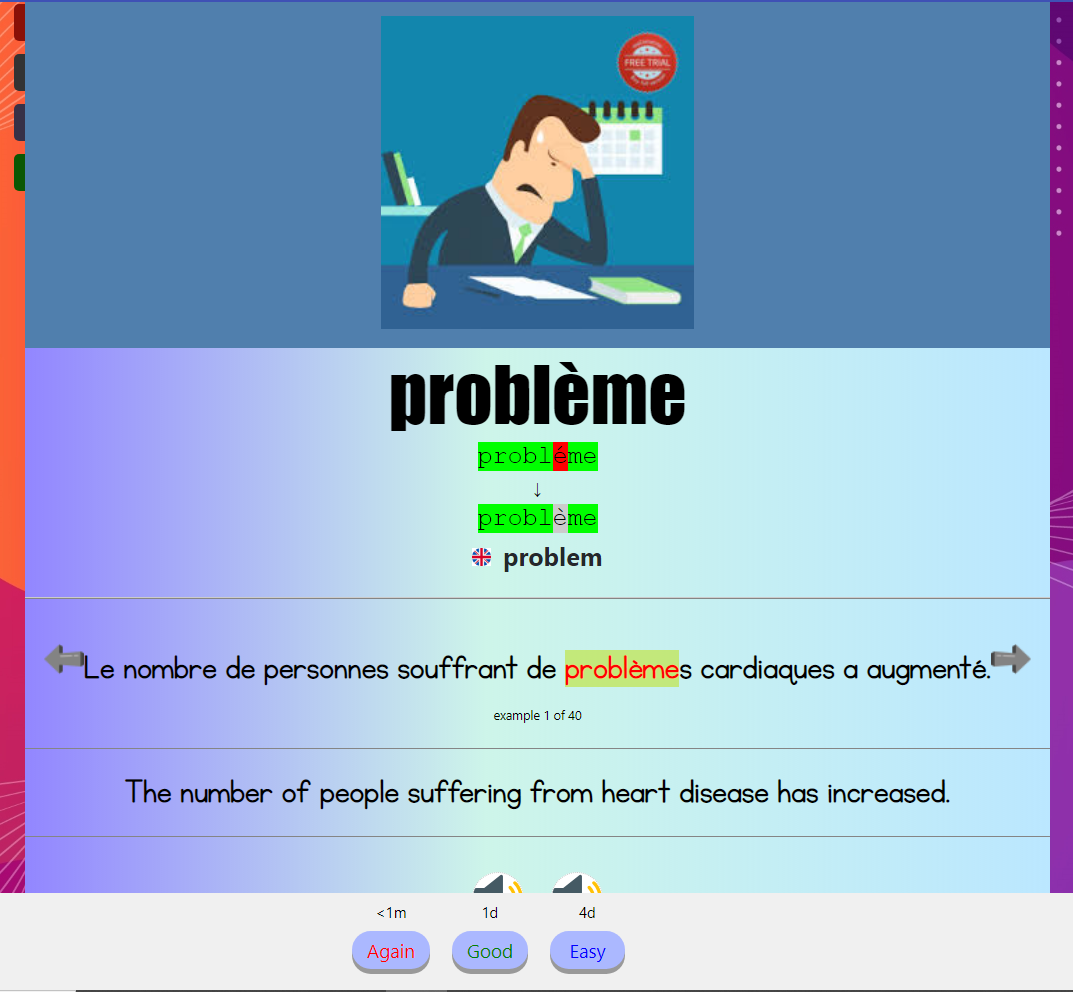 FREE TRIAL
problème
probléme
↓
problème
problem
Le nombre de personnes souffrant de problèmes cardiaques a augmenté.
example 1 of 40
The number of people suffering from heart disease has increased.
<1m 1d 4d
Again Good Easy